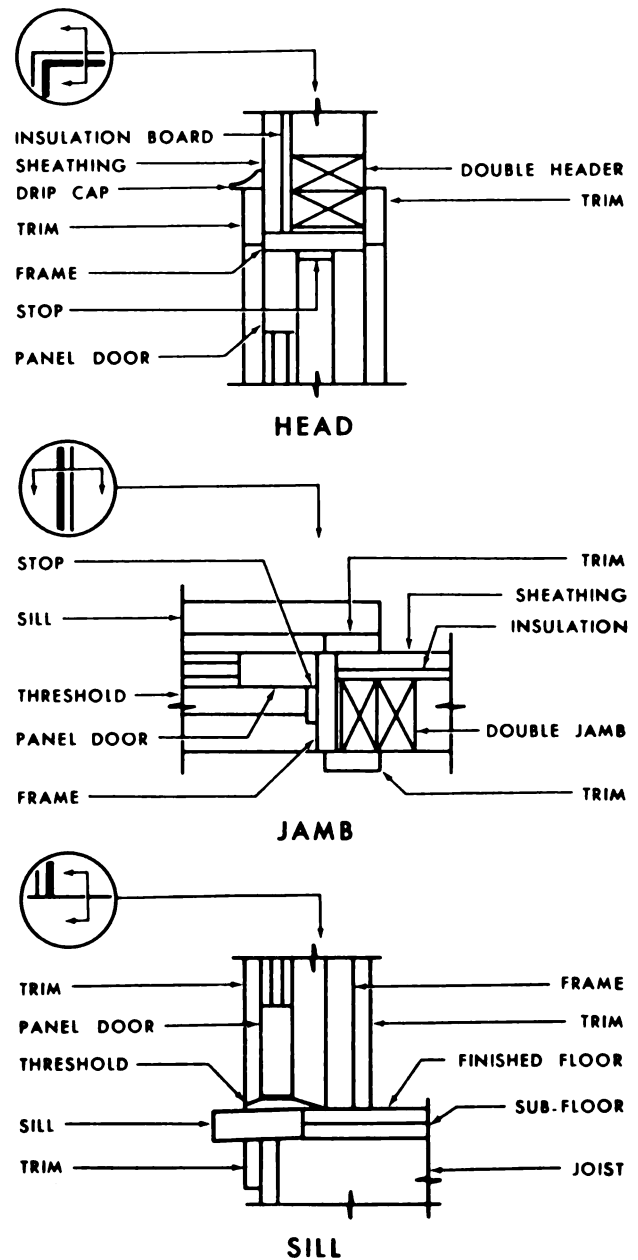 INSULATION BOARD
SHEATHING
DRIP CAP
TRIM
FRAME
STOP
PANEL DOOR
DOUBLE HEADER
TRIM
HEAD
STOP
SILL
THRESHOLD
PANEL DOOR
FRAME
TRIM
SHEATHING
INSULATION
DOUBLE JAMB
TRIM
JAMB
TRIM
PANEL DOOR
THRESHOLD
SILL
TRIM
FRAME
TRIM
FINISHED FLOOR
SUB-FLOOR
JOIST
SILL